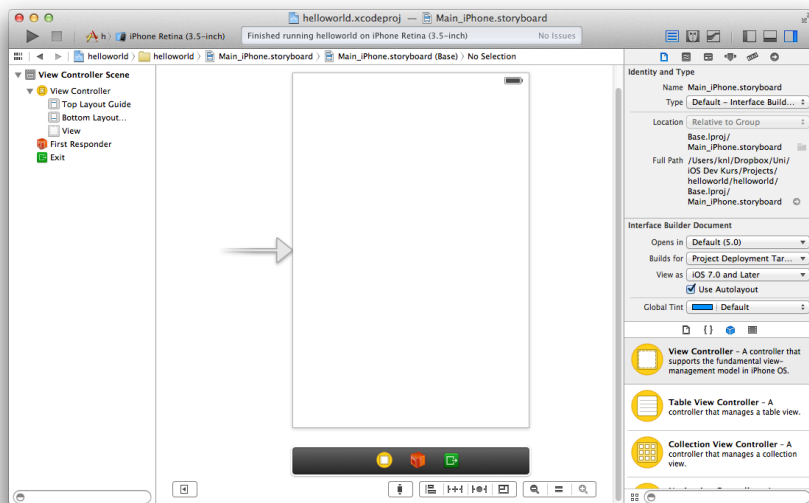 helloworld.xcodeproj — Main_iPhone.storyboard
h ⟩ iPhone Retina (3.5-inch)
Finished running helloworld on iPhone Retina (3.5-inch)
No Issues
helloworld ⟩ helloworld ⟩ Main_iPhone.storyboard ⟩ Main_iPhone.storyboard (Base) ⟩ No Selection
View Controller Scene
View Controller
Top Layout Guide
Bottom Layout...
View
First Responder
Exit
Identity and Type
Name Main_iPhone.storyboard
Type Default - Interface Build...
Location Relative to Group
Base.lproj/
Main_iPhone.storyboard
Full Path /Users/knl/Dropbox/Uni/
iOS Dev Kurs/Projects/
helloworld/helloworld/
Base.lproj/
Main_iPhone.storyboard
Interface Builder Document
Opens in Default (5.0)
Builds for Project Deployment Tar...
View as iOS 7.0 and Later
Use Autolayout
Global Tint Default
{ }
View Controller - A controller that
supports the fundamental view-
management model in iPhone OS.
Table View Controller - A
controller that manages a table view.
Collection View Controller - A
controller that manages a collection
view.